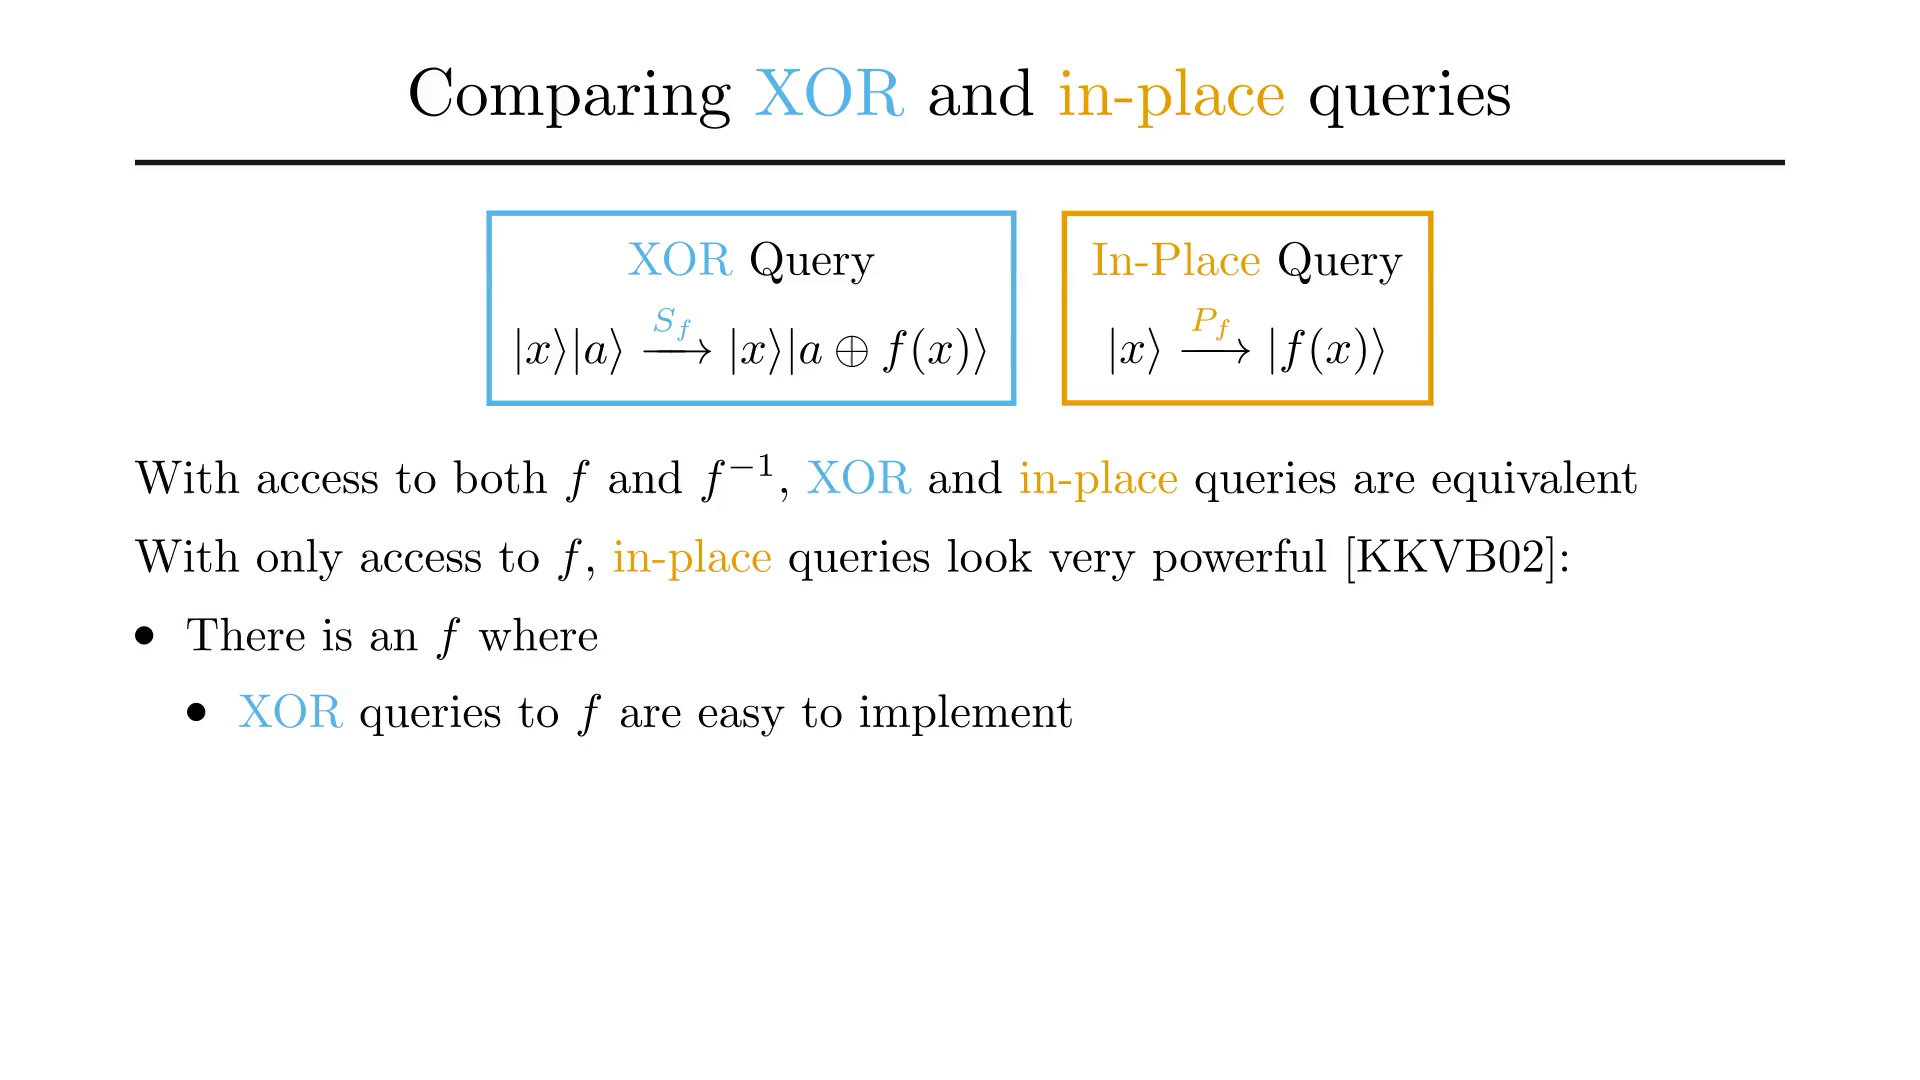 Comparing XOR and in-place queries
XOR Query
|x⟩|a⟩ —S_f→ |x⟩|a ⊕ f(x)⟩
In-Place Query
|x⟩ —P_f→ |f(x)⟩
With access to both f and f⁻¹, XOR and in-place queries are equivalent
With only access to f, in-place queries look very powerful [KKVB02]:
• There is an f where
• XOR queries to f are easy to implement